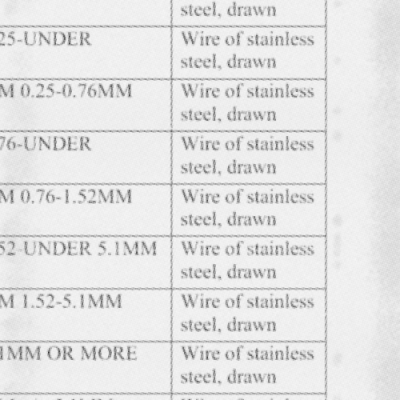 steel, drawn
25-UNDER
Wire of stainless
steel, drawn
M 0.25-0.76MM
Wire of stainless
steel, drawn
76-UNDER
Wire of stainless
steel, drawn
M 0.76-1.52MM
Wire of stainless
steel, drawn
52-UNDER 5.1MM
Wire of stainless
steel, drawn
M 1.52-5.1MM
Wire of stainless
steel, drawn
1MM OR MORE
Wire of stainless
steel, drawn